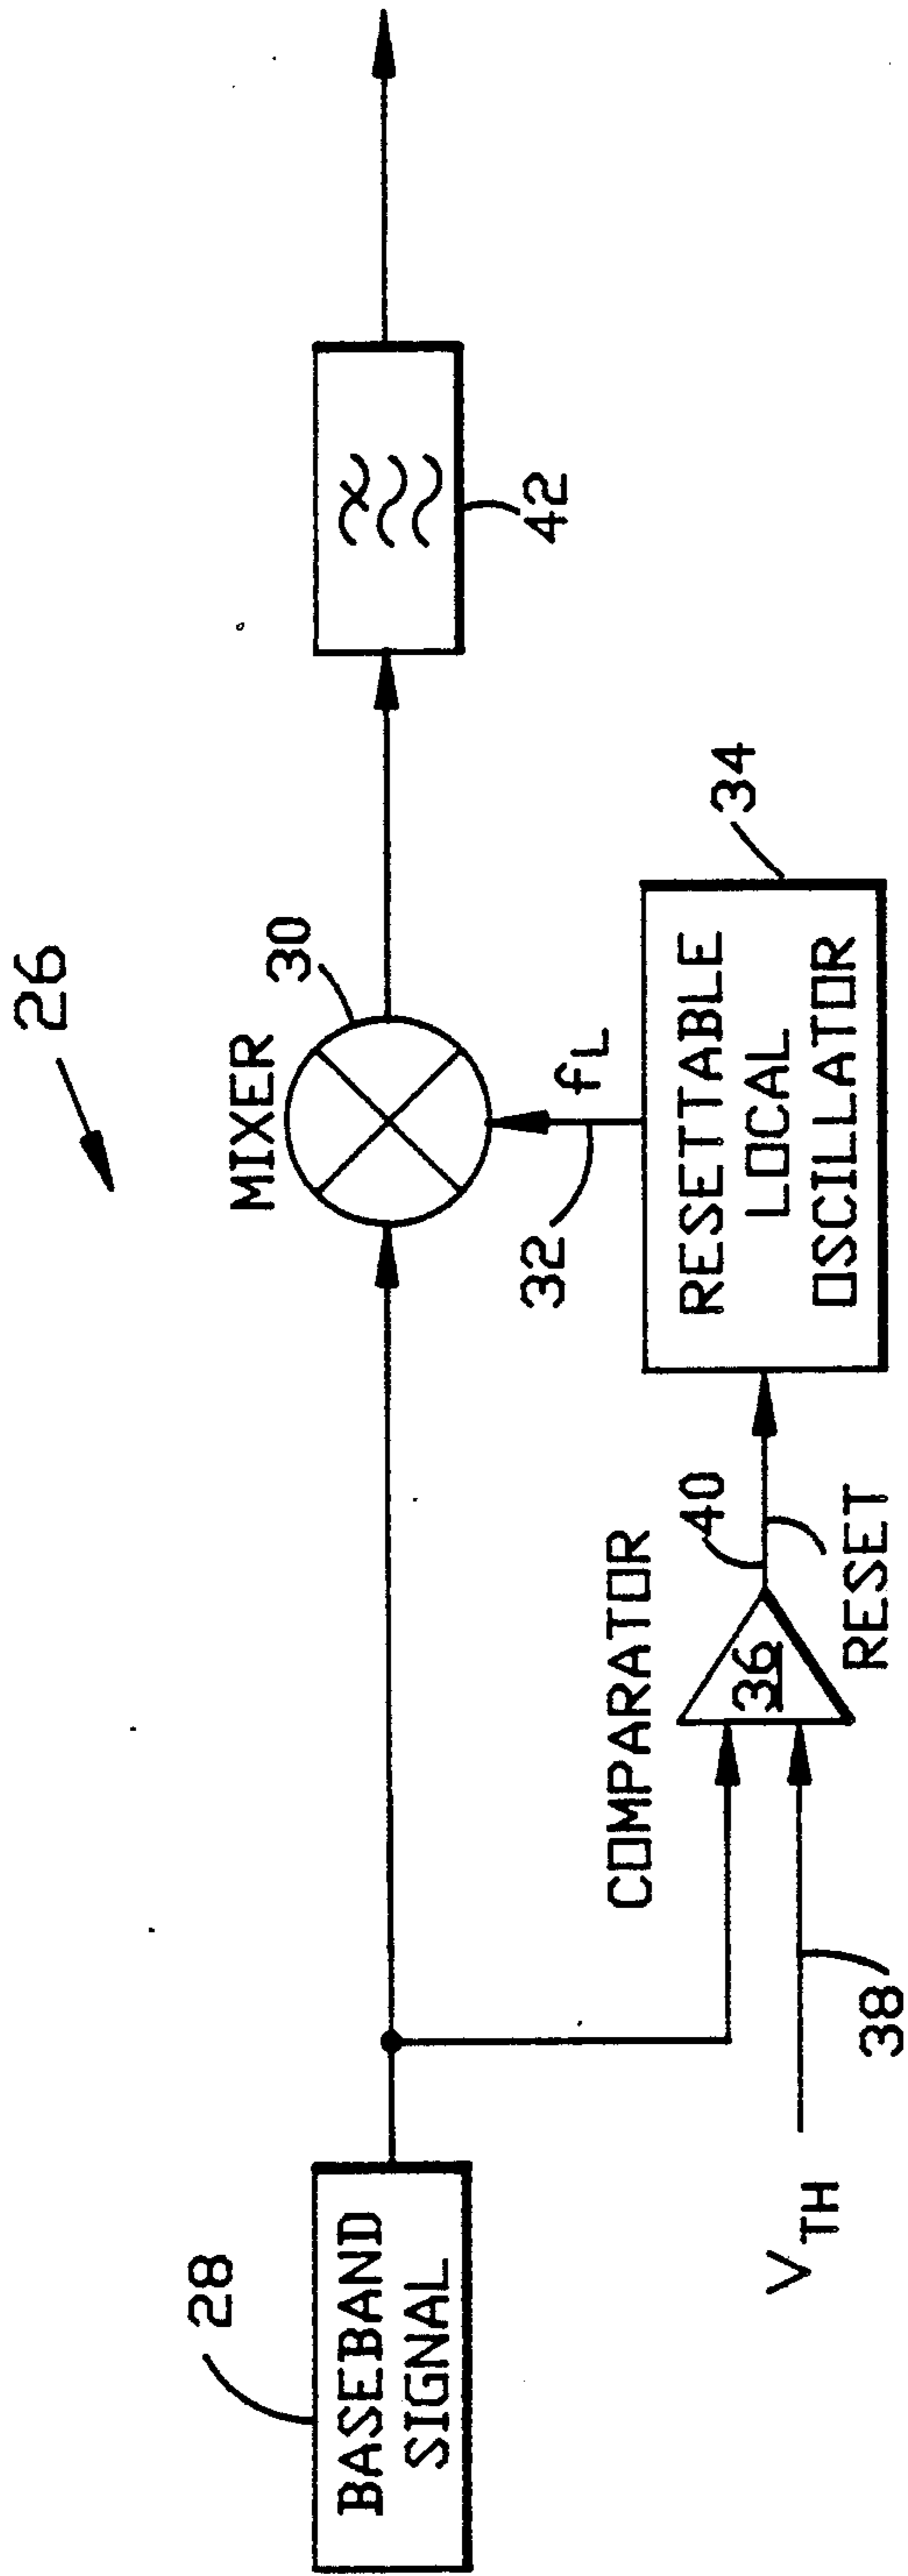 26
28
BASEBAND
SIGNAL
MIXER
30
42
32
fL
COMPARATOR
36
40
RESET
RESETTABLE
LOCAL
OSCILLATOR
34
VTH
38